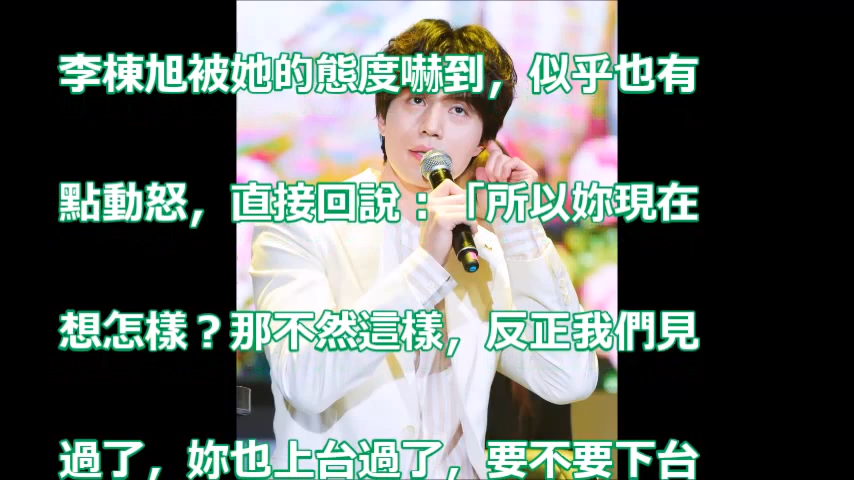 李棟旭被她的態度嚇到，似乎也有
點動怒，直接回說：「所以妳現在
想怎樣？那不然這樣，反正我們見
過了，妳也上台過了，要不要下台